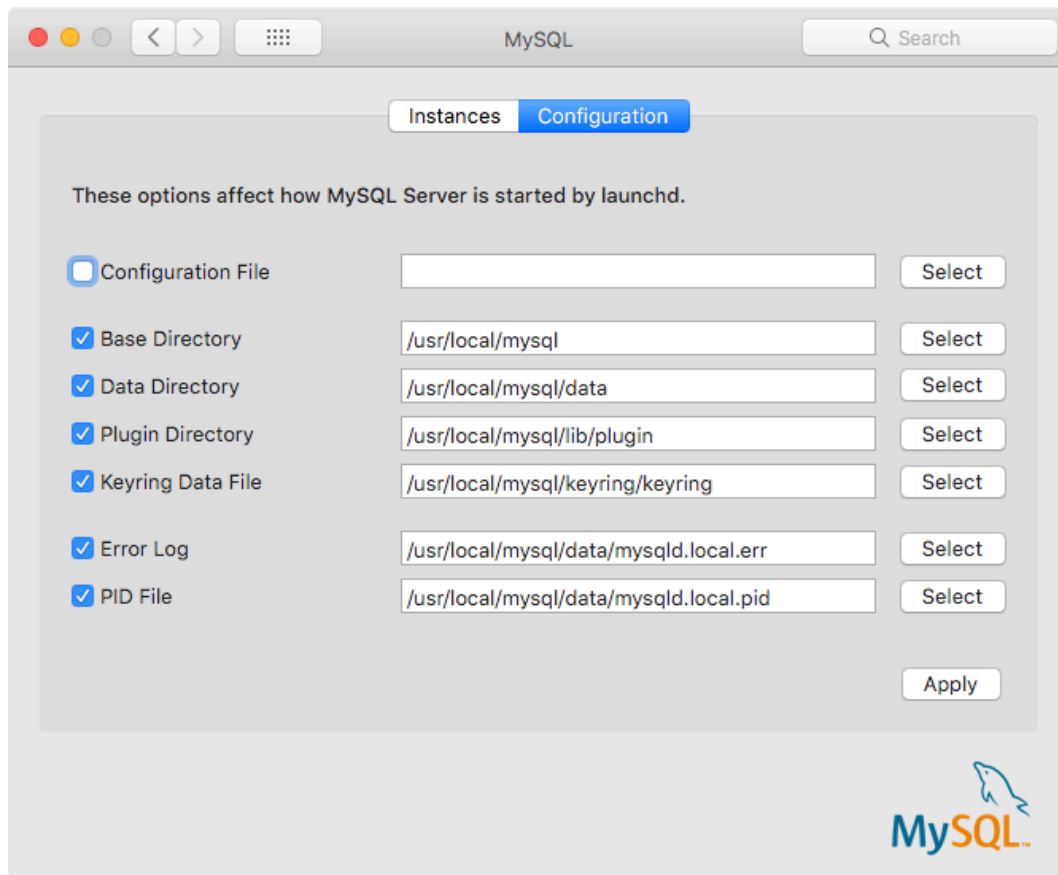 MySQL
Search
Instances Configuration
These options affect how MySQL Server is started by launchd.
Configuration File Select
Base Directory /usr/local/mysql Select
Data Directory /usr/local/mysql/data Select
Plugin Directory /usr/local/mysql/lib/plugin Select
Keyring Data File /usr/local/mysql/keyring/keyring Select
Error Log /usr/local/mysql/data/mysqld.local.err Select
PID File /usr/local/mysql/data/mysqld.local.pid Select
Apply
MySQL™